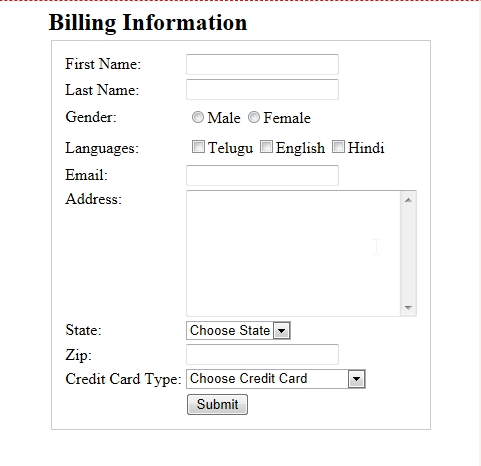 Billing Information
First Name:
Last Name:
Gender: Male Female
Languages: Telugu English Hindi
Email:
Address:
State: Choose State
Zip:
Credit Card Type: Choose Credit Card
Submit